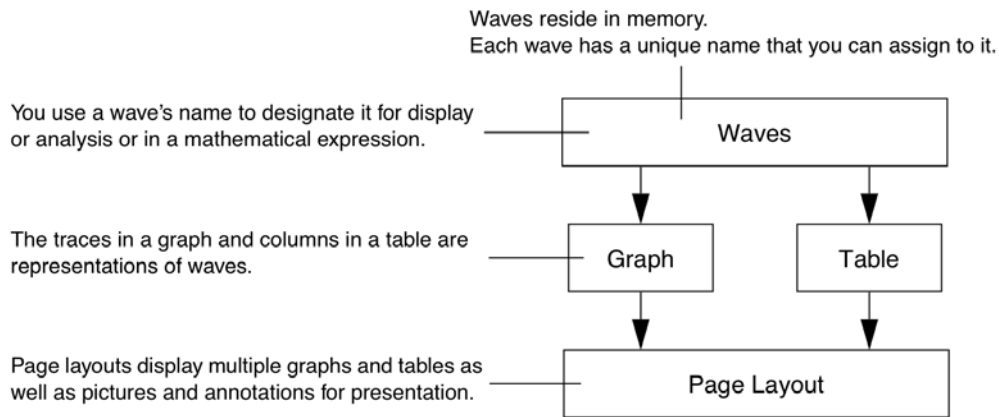 Waves reside in memory.
Each wave has a unique name that you can assign to it.
You use a wave's name to designate it for display
or analysis or in a mathematical expression.
Waves
The traces in a graph and columns in a table are
representations of waves.
Graph
Table
Page layouts display multiple graphs and tables as
well as pictures and annotations for presentation.
Page Layout